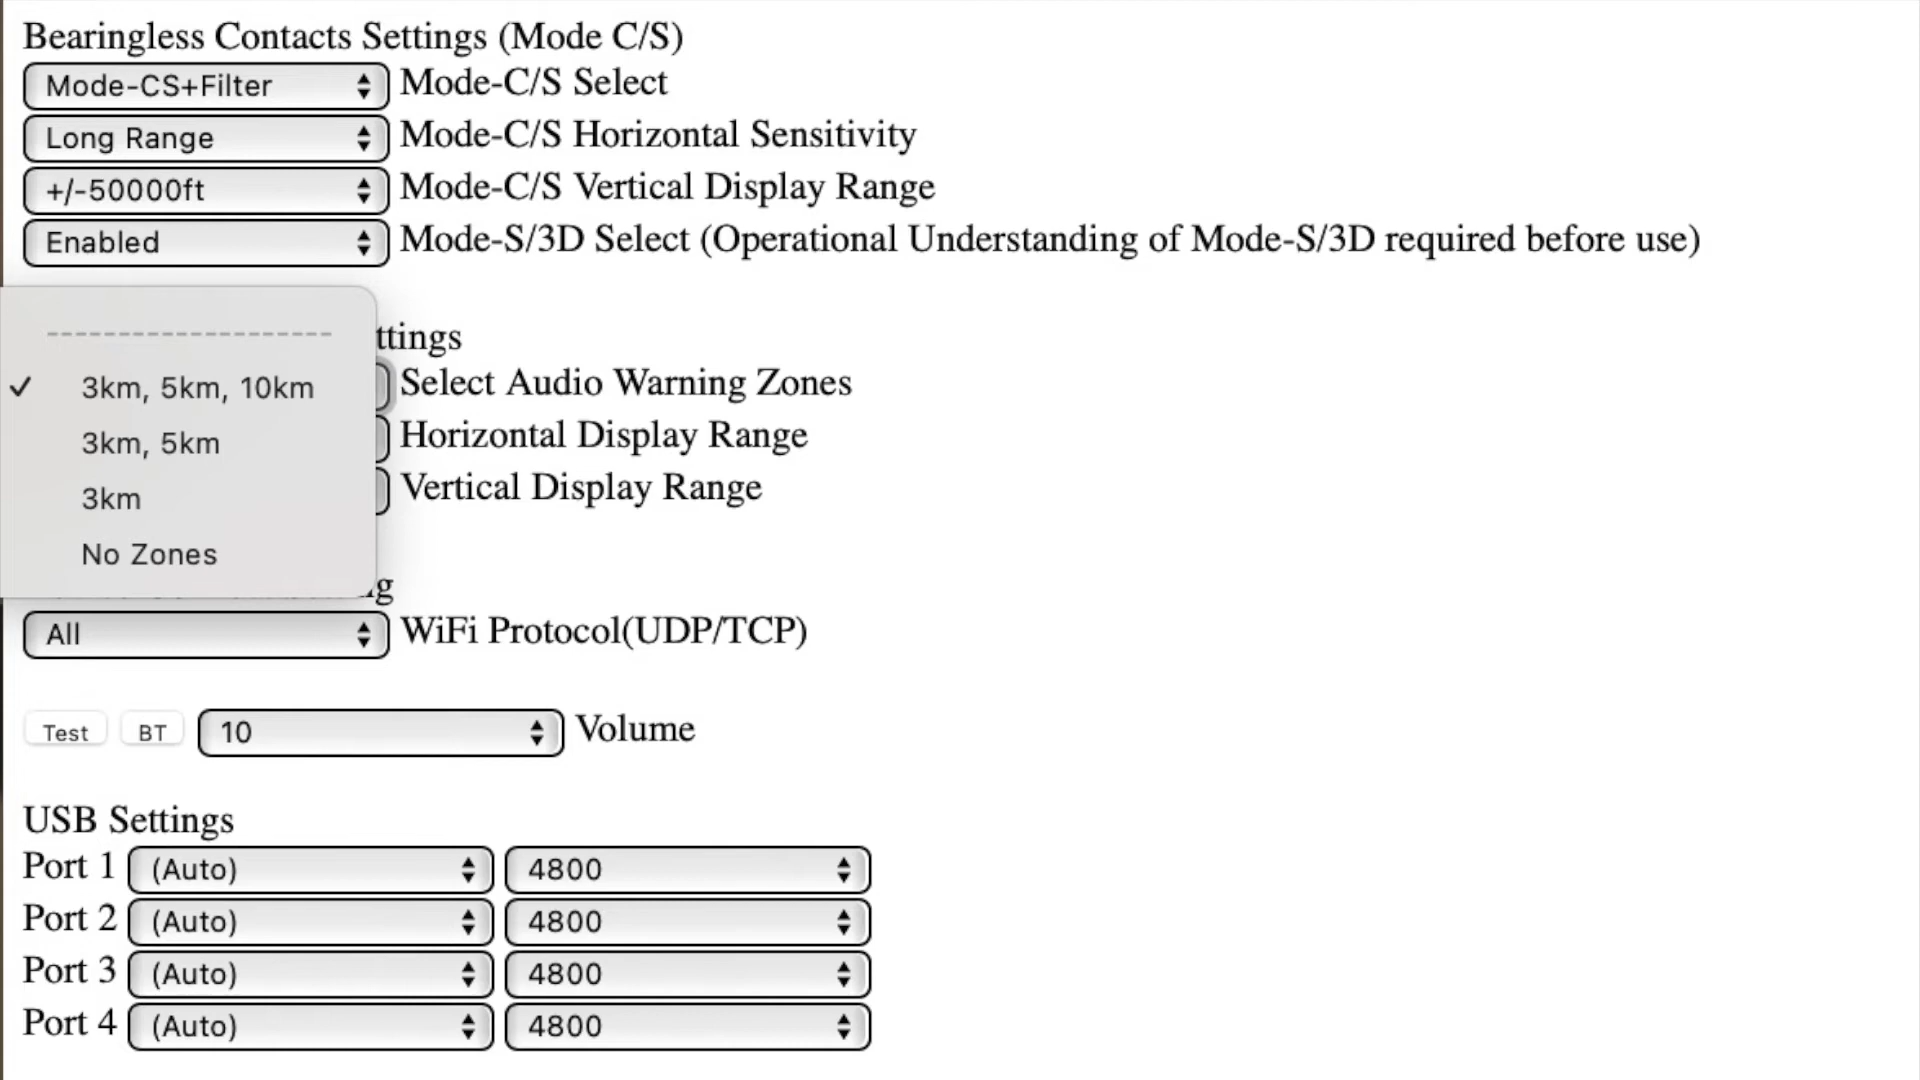 Bearingless Contacts Settings (Mode C/S)
Mode-CS+Filter Mode-C/S Select
Long Range Mode-C/S Horizontal Sensitivity
+/-50000ft Mode-C/S Vertical Display Range
Enabled Mode-S/3D Select (Operational Understanding of Mode-S/3D required before use)
--------------------
ttings
✓ 3km, 5km, 10km Select Audio Warning Zones
3km, 5km Horizontal Display Range
3km Vertical Display Range
No Zones
g
All WiFi Protocol(UDP/TCP)
Test BT 10 Volume
USB Settings
Port 1 (Auto) 4800
Port 2 (Auto) 4800
Port 3 (Auto) 4800
Port 4 (Auto) 4800